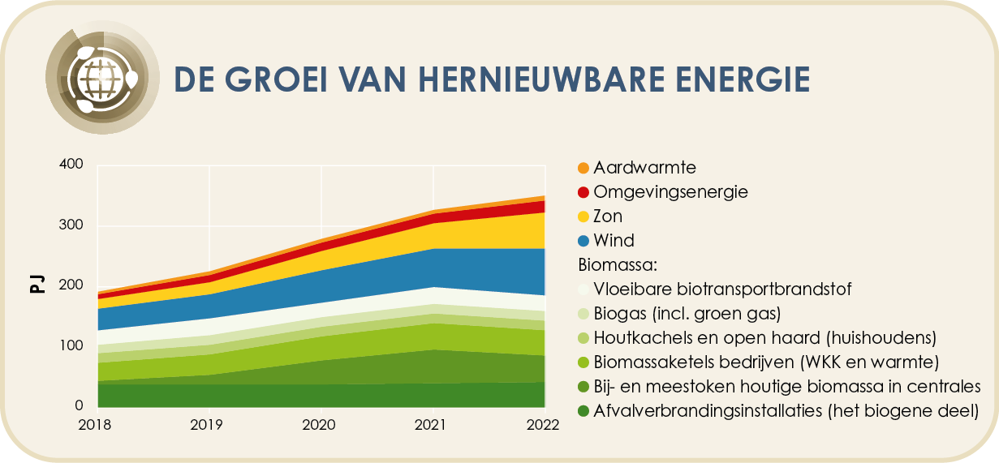 DE GROEI VAN HERNIEUWBARE ENERGIE
400
300
200
100
0
PJ
2018 2019 2020 2021 2022
Aardwarmte
Omgevingsenergie
Zon
Wind
Biomassa:
Vloeibare biotransportbrandstof
Biogas (incl. groen gas)
Houtkachels en open haard (huishoudens)
Biomassaketels bedrijven (WKK en warmte)
Bij- en meestoken houtige biomassa in centrales
Afvalverbrandingsinstallaties (het biogene deel)